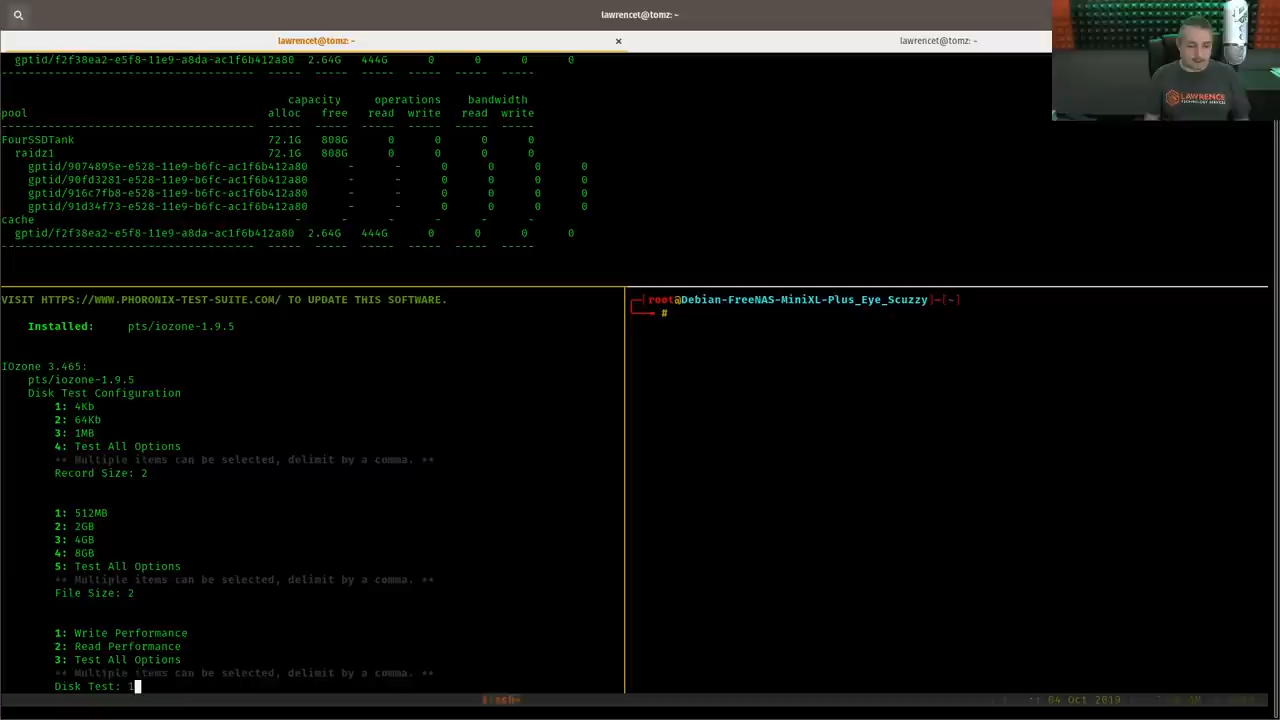 lawrencet@tomz: ~
lawrencet@tomz: ~ ×
lawrencet@tomz: ~
gptid/f2f38ea2-e5f8-11e9-a8da-ac1f6b412a80 2.64G 444G 0 0 0 0
------------------------------------ ----- ----- ----- ----- ----- -----
capacity operations bandwidth
pool alloc free read write read write
-------------------------------------- ----- ----- ----- ----- ----- -----
FourSSDTank 72.1G 808G 0 0 0 0
raidz1 72.1G 808G 0 0 0 0
gptid/9074895e-e528-11e9-b6fc-ac1f6b412a80 - - 0 0 0 0
gptid/90fd3281-e528-11e9-b6fc-ac1f6b412a80 - - 0 0 0 0
gptid/916c7fb8-e528-11e9-b6fc-ac1f6b412a80 - - 0 0 0 0
gptid/91d34f73-e528-11e9-b6fc-ac1f6b412a80 - - 0 0 0 0
cache - - - - - -
gptid/f2f38ea2-e5f8-11e9-a8da-ac1f6b412a80 2.64G 444G 0 0 0 0
-------------------------------------- ----- ----- ----- ----- ----- -----
VISIT HTTPS://WWW.PHORONIX-TEST-SUITE.COM/ TO UPDATE THIS SOFTWARE.
Installed: pts/iozone-1.9.5
IOzone 3.465:
pts/iozone-1.9.5
Disk Test Configuration
1: 4Kb
2: 64Kb
3: 1MB
4: Test All Options
** Multiple items can be selected, delimit by a comma. **
Record Size: 2
1: 512MB
2: 2GB
3: 4GB
4: 8GB
5: Test All Options
** Multiple items can be selected, delimit by a comma. **
File Size: 2
1: Write Performance
2: Read Performance
3: Test All Options
** Multiple items can be selected, delimit by a comma. **
Disk Test: 1
[root@Debian-FreeNAS-MiniXL-Plus_Eye_Scuzzy]-[~]
#
LAWRENCE
TECHNOLOGY SERVICES
04 Oct 2019